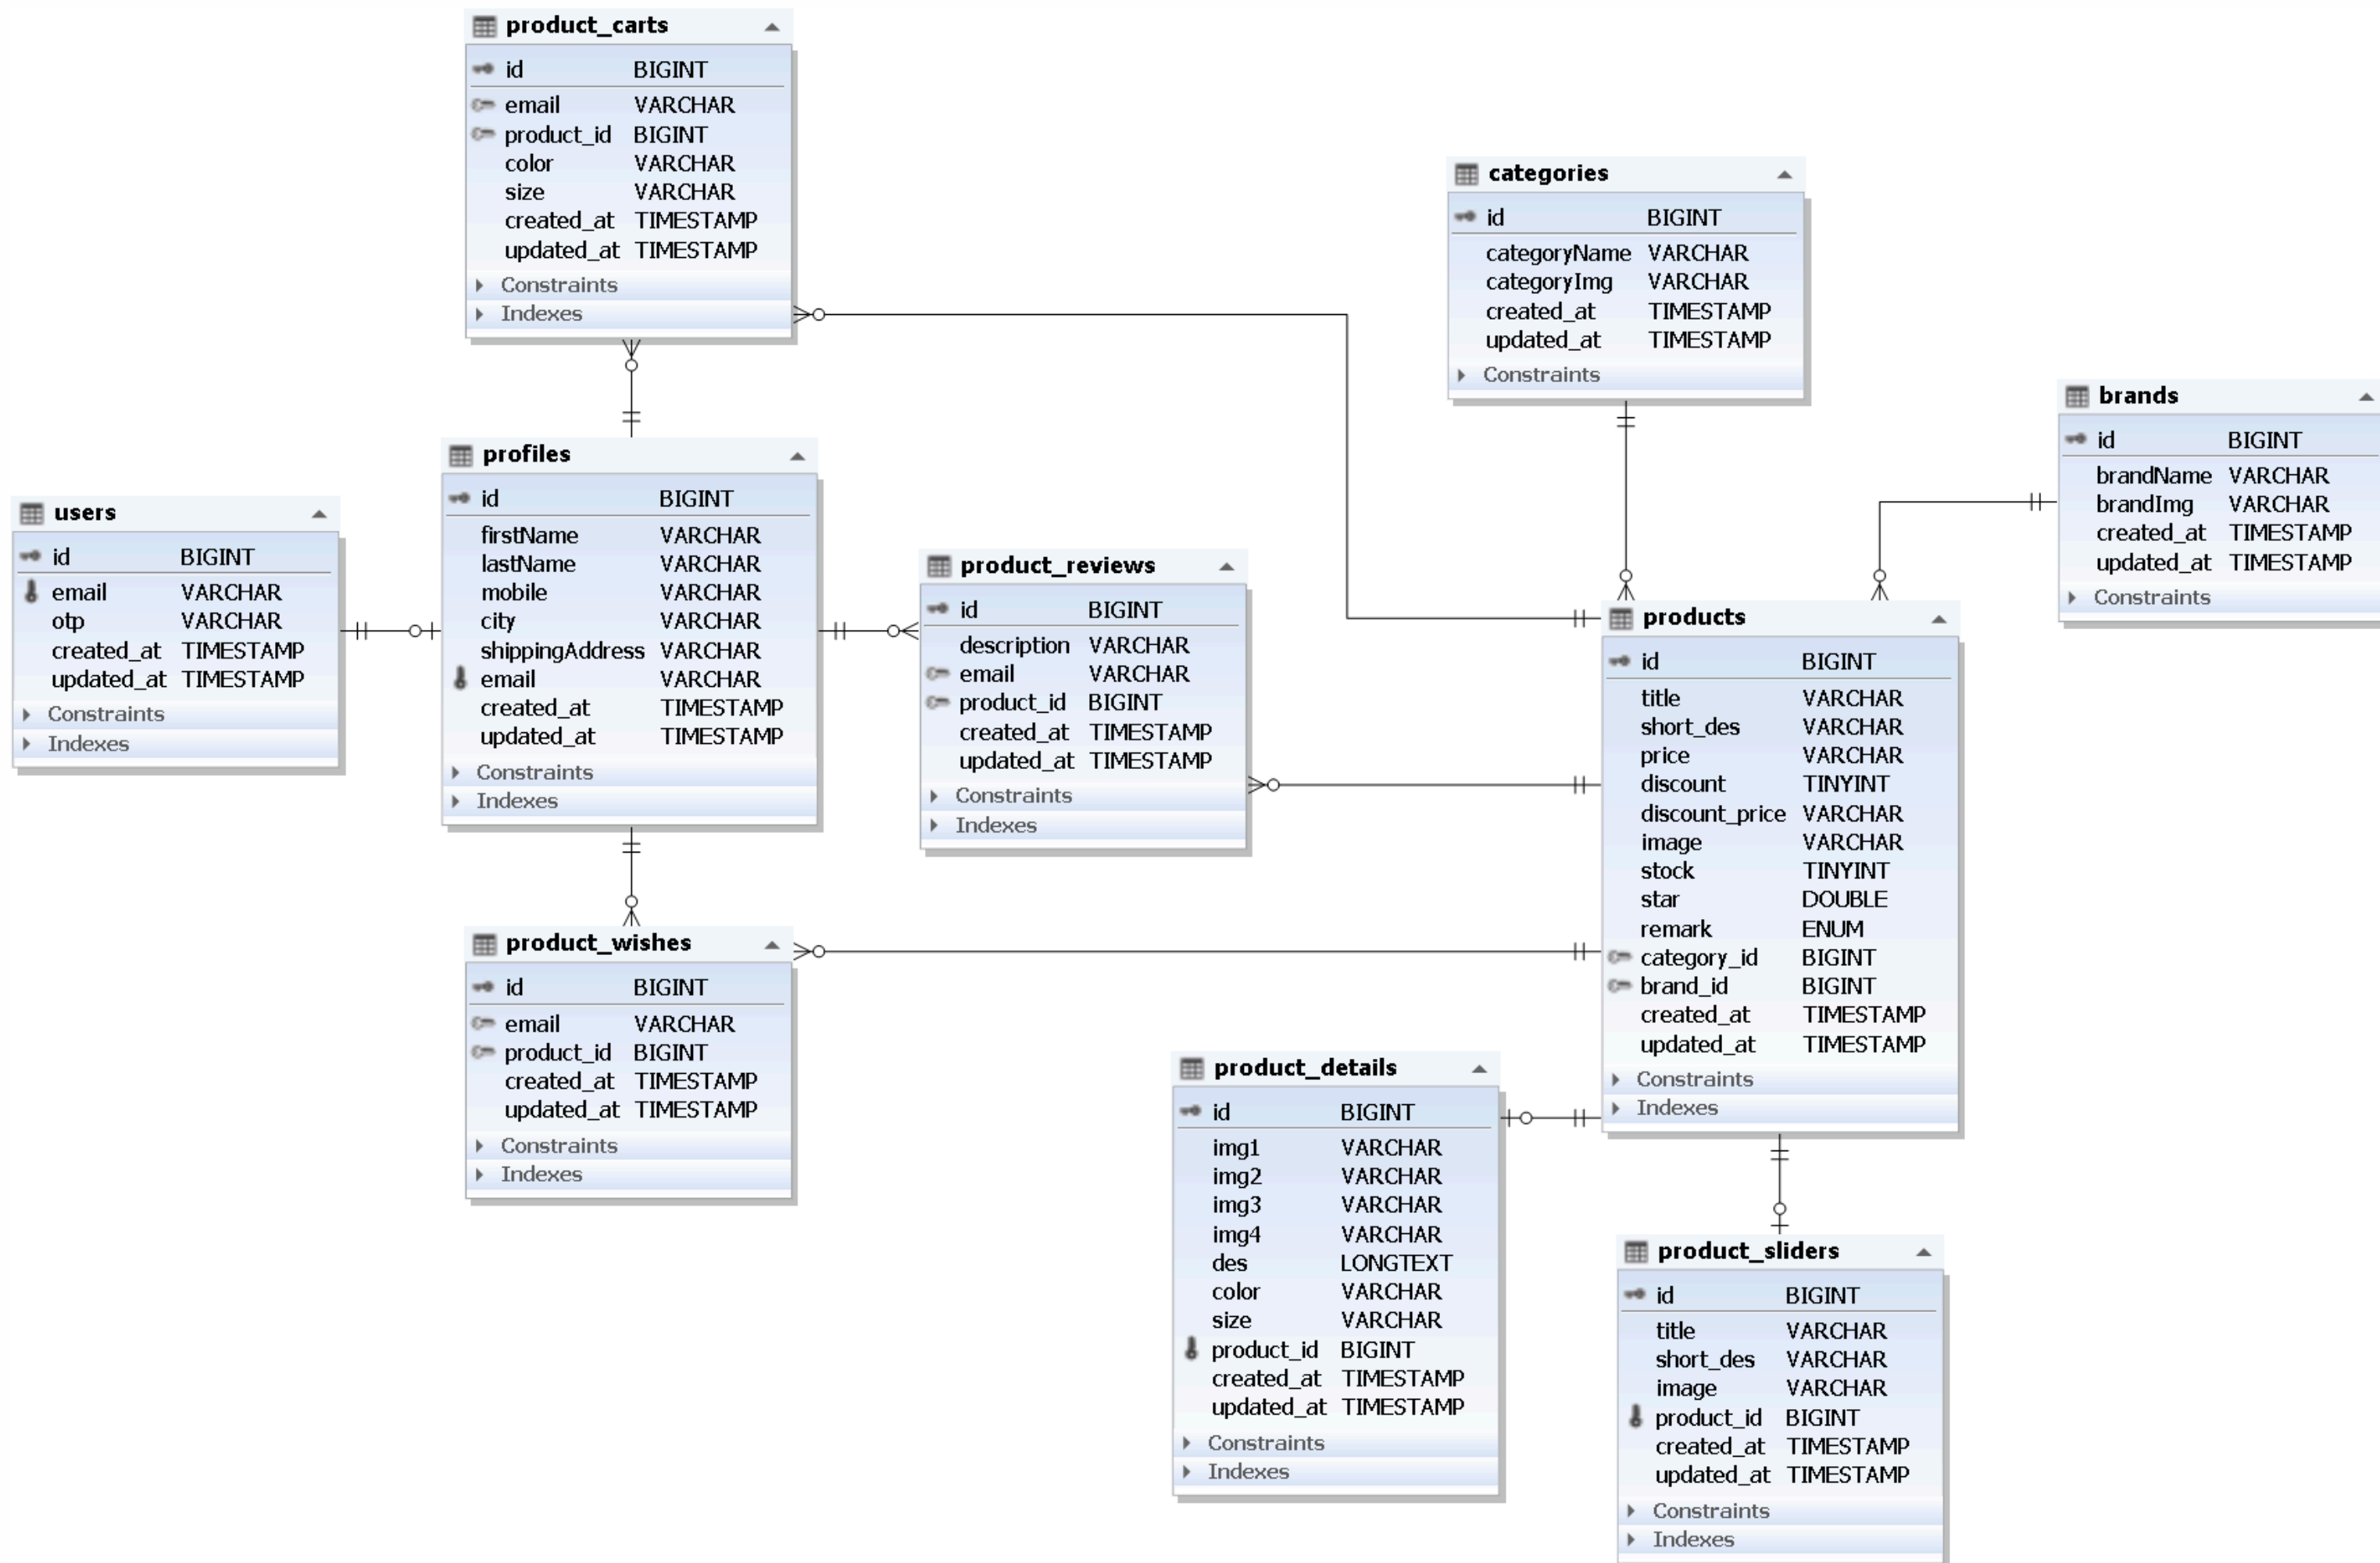 product_carts
id BIGINT
email VARCHAR
product_id BIGINT
color VARCHAR
size VARCHAR
created_at TIMESTAMP
updated_at TIMESTAMP
Constraints
Indexes
categories
id BIGINT
categoryName VARCHAR
categoryImg VARCHAR
created_at TIMESTAMP
updated_at TIMESTAMP
Constraints
brands
id BIGINT
brandName VARCHAR
brandImg VARCHAR
created_at TIMESTAMP
updated_at TIMESTAMP
Constraints
profiles
id BIGINT
firstName VARCHAR
lastName VARCHAR
mobile VARCHAR
city VARCHAR
shippingAddress VARCHAR
email VARCHAR
created_at TIMESTAMP
updated_at TIMESTAMP
Constraints
Indexes
users
id BIGINT
email VARCHAR
otp VARCHAR
created_at TIMESTAMP
updated_at TIMESTAMP
Constraints
Indexes
product_reviews
id BIGINT
description VARCHAR
email VARCHAR
product_id BIGINT
created_at TIMESTAMP
updated_at TIMESTAMP
Constraints
Indexes
products
id BIGINT
title VARCHAR
short_des VARCHAR
price VARCHAR
discount TINYINT
discount_price VARCHAR
image VARCHAR
stock TINYINT
star DOUBLE
remark ENUM
category_id BIGINT
brand_id BIGINT
created_at TIMESTAMP
updated_at TIMESTAMP
Constraints
Indexes
product_wishes
id BIGINT
email VARCHAR
product_id BIGINT
created_at TIMESTAMP
updated_at TIMESTAMP
Constraints
Indexes
product_details
id BIGINT
img1 VARCHAR
img2 VARCHAR
img3 VARCHAR
img4 VARCHAR
des LONGTEXT
color VARCHAR
size VARCHAR
product_id BIGINT
created_at TIMESTAMP
updated_at TIMESTAMP
Constraints
Indexes
product_sliders
id BIGINT
title VARCHAR
short_des VARCHAR
image VARCHAR
product_id BIGINT
created_at TIMESTAMP
updated_at TIMESTAMP
Constraints
Indexes